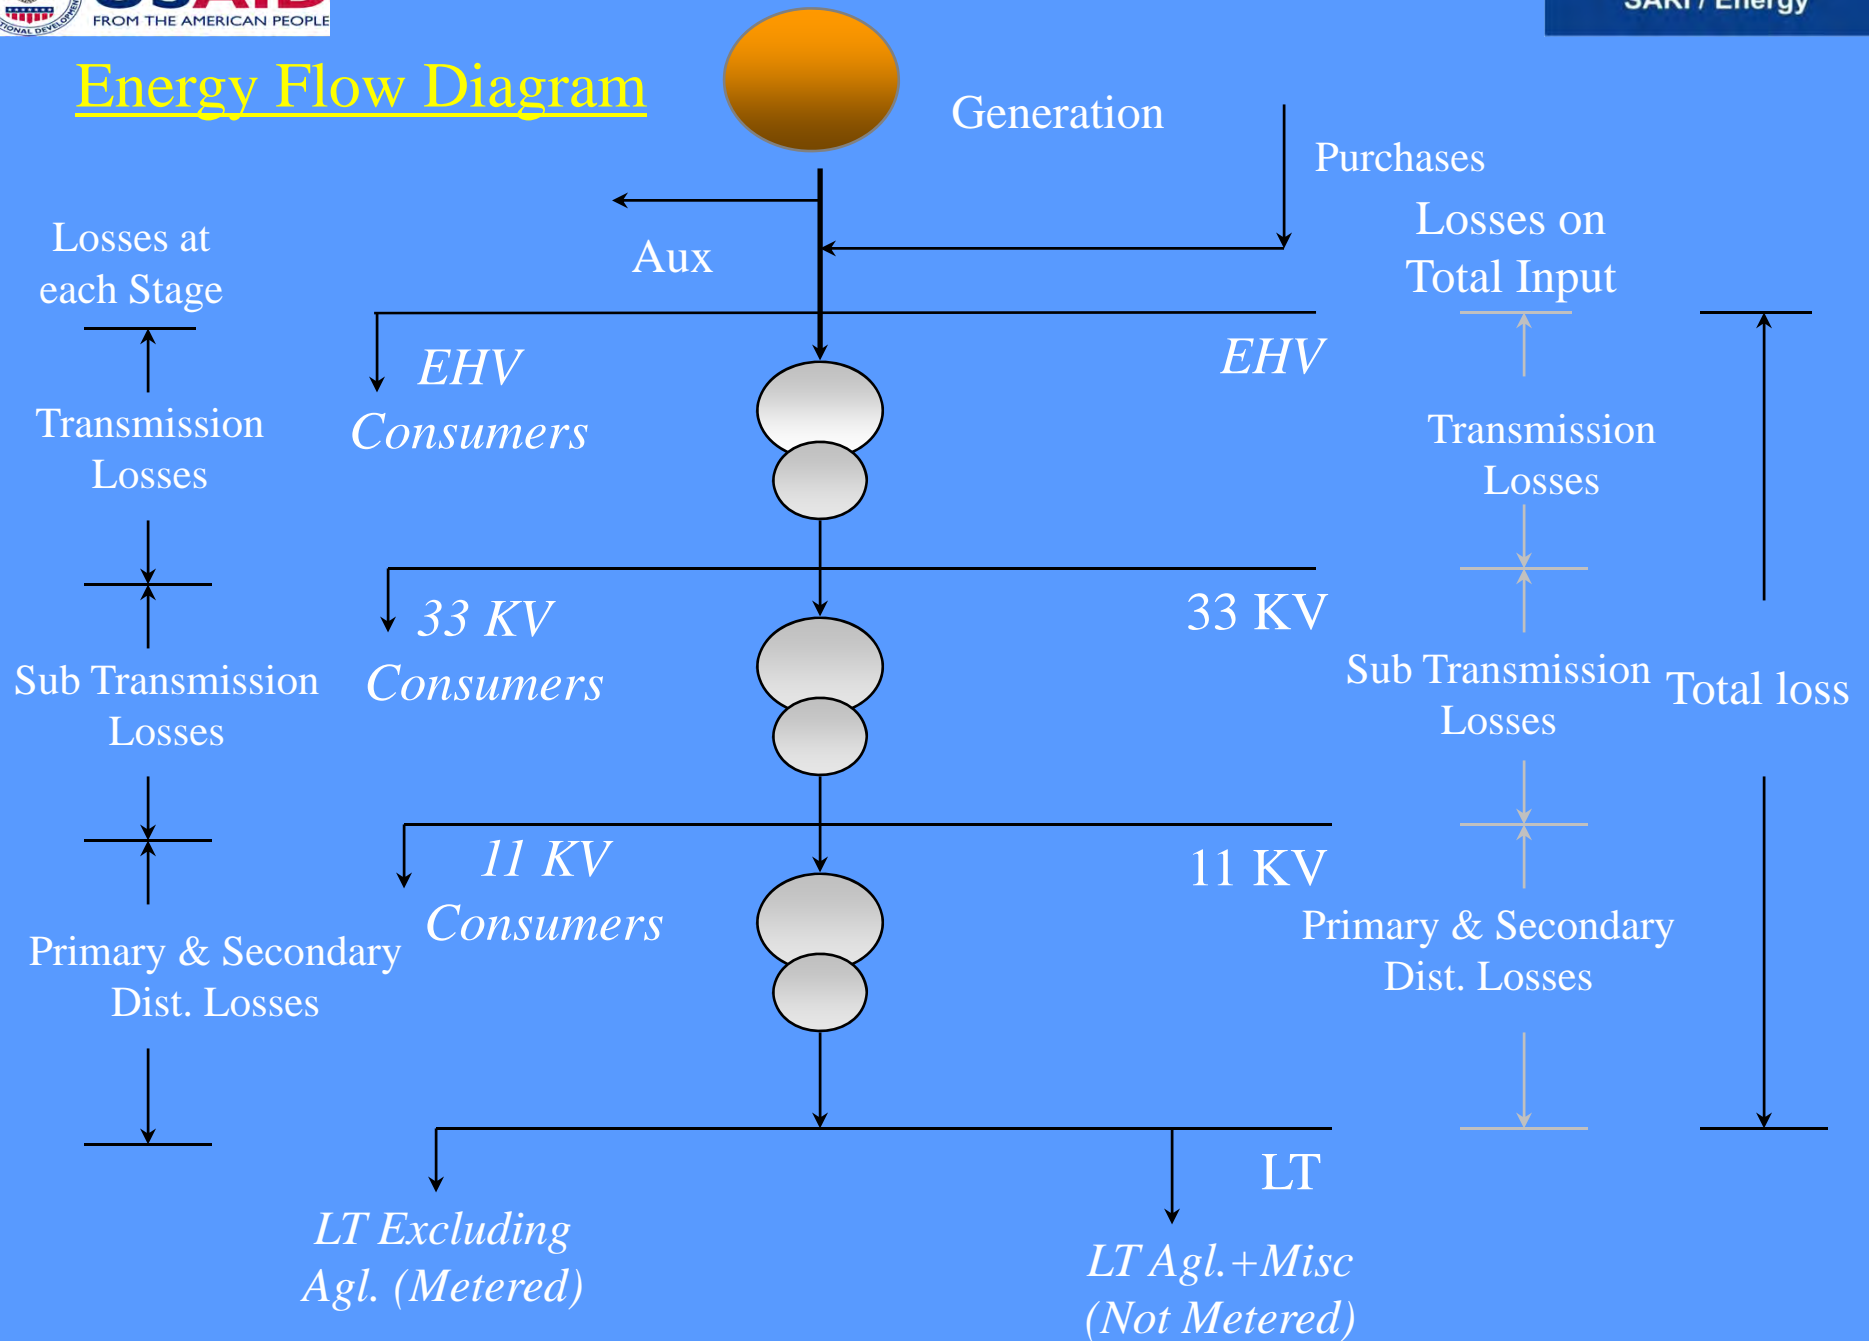 USAID
FROM THE AMERICAN PEOPLE
SARI / Energy
Energy Flow Diagram
Generation
Purchases
Aux
Losses at
each Stage
Losses on
Total Input
EHV
Consumers
EHV
Transmission
Losses
Transmission
Losses
33 KV
Consumers
33 KV
Sub Transmission
Losses
Sub Transmission
Losses
Total loss
11 KV
Consumers
11 KV
Primary & Secondary
Dist. Losses
Primary & Secondary
Dist. Losses
LT
LT Excluding
Agl. (Metered)
LT Agl.+Misc
(Not Metered)